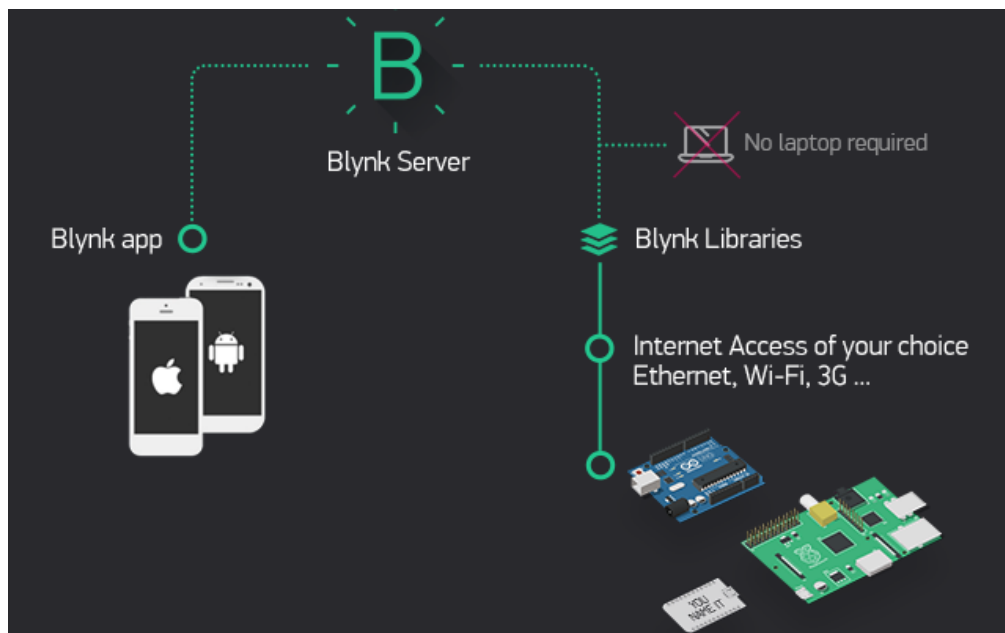 B
Blynk Server
No laptop required
Blynk app
Blynk Libraries
Internet Access of your choice
Ethernet, Wi-Fi, 3G ...
UNO
YOU
NAME IT